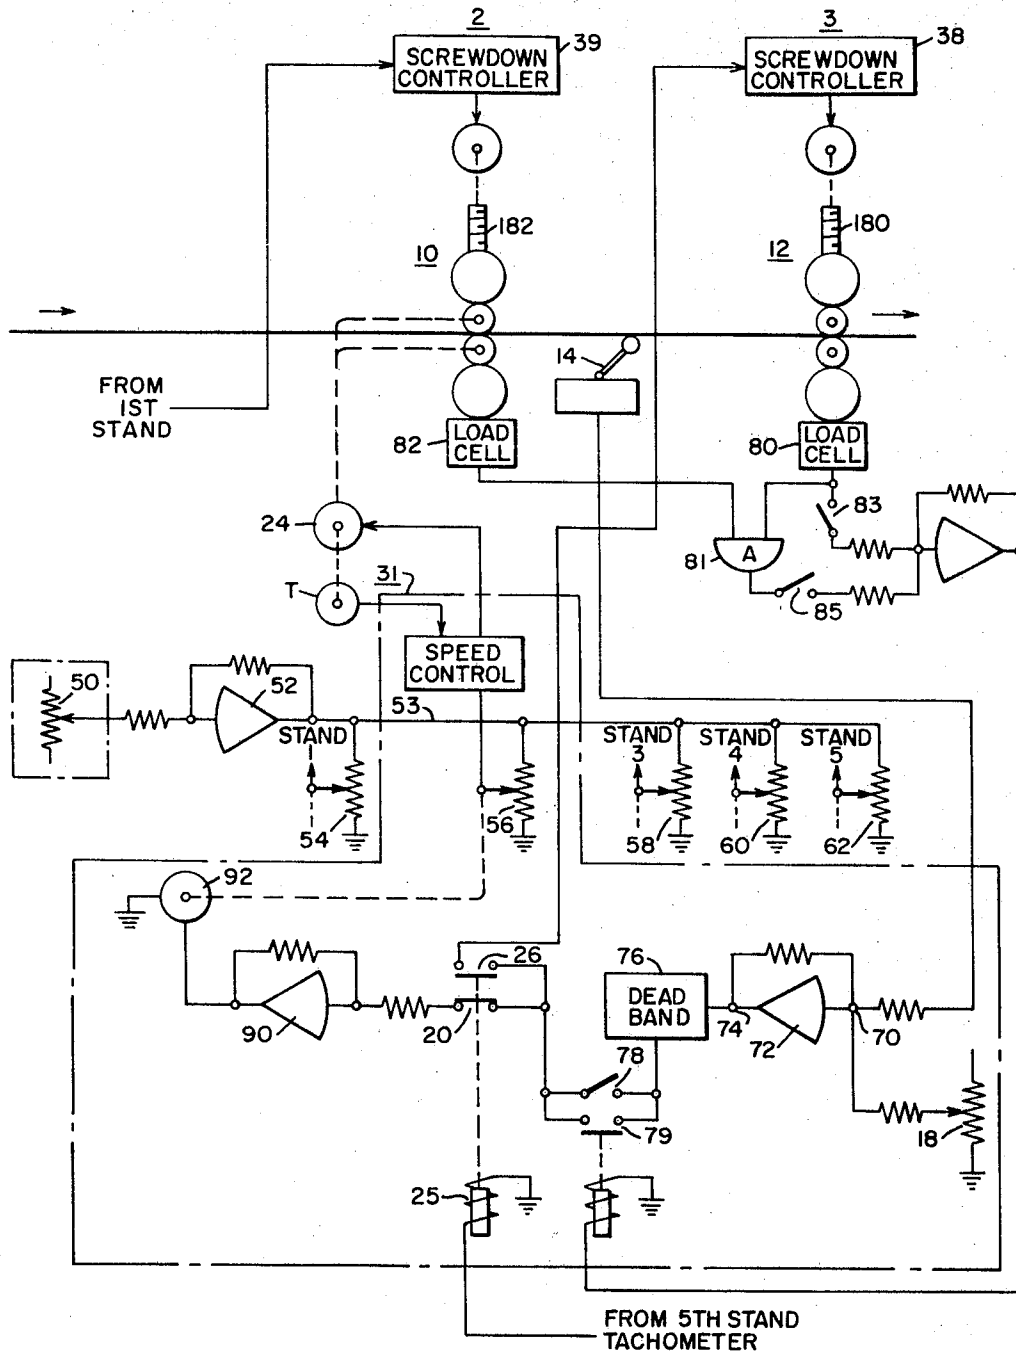 2
3
39
38
SCREWDOWN
CONTROLLER
SCREWDOWN
CONTROLLER
182
180
10
12
14
FROM
1ST
STAND
82
LOAD
CELL
80
LOAD
CELL
83
24
81
A
85
T
31
SPEED
CONTROL
50
52
53
STAND
STAND
3
STAND
4
STAND
5
54
56
58
60
62
92
26
76
DEAD
BAND
90
20
74
72
70
78
79
18
25
FROM 5TH STAND
TACHOMETER